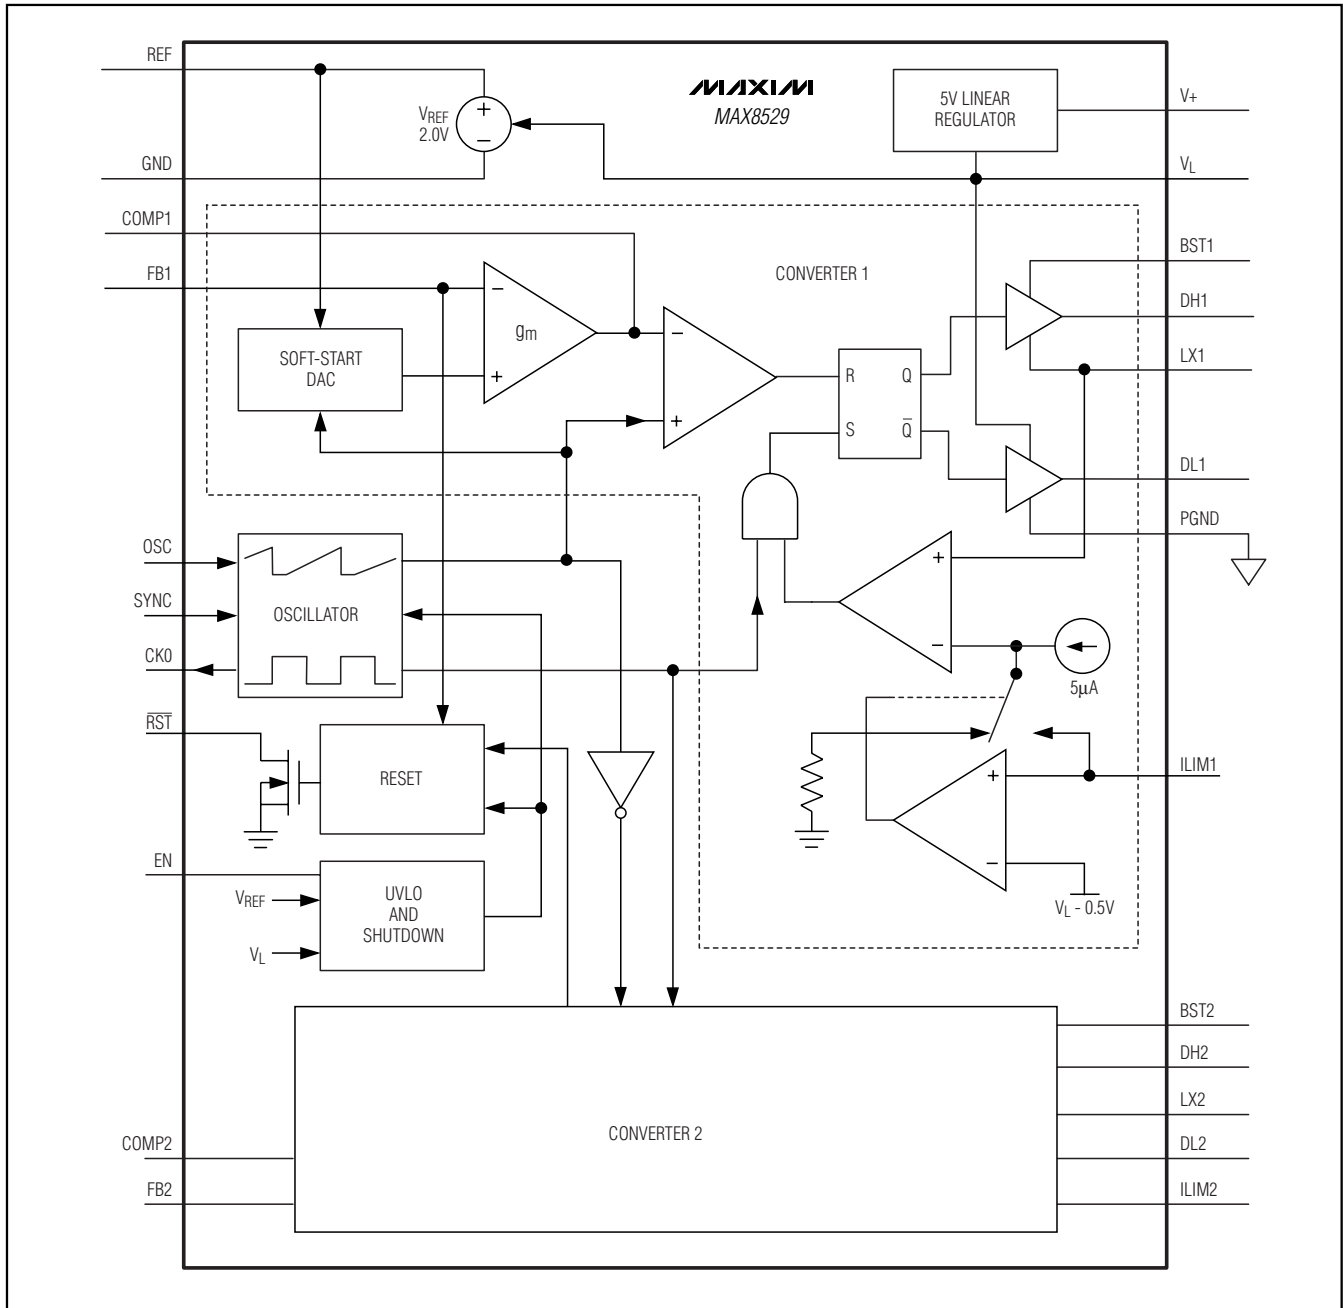 REF
MAXIM
MAX8529
VREF
2.0V
+
−
5V LINEAR
REGULATOR
V+
GND
VL
COMP1
BST1
CONVERTER 1
FB1
−
gm
+
DH1
SOFT-START
DAC
−
+
LX1
R Q
S Q̅
DL1
PGND
OSC
SYNC
OSCILLATOR
CK0
+
−
5µA
R̅S̅T̅
RESET
+
−
ILIM1
VL - 0.5V
EN
VREF
VL
UVLO
AND
SHUTDOWN
BST2
DH2
LX2
CONVERTER 2
COMP2
DL2
FB2
ILIM2